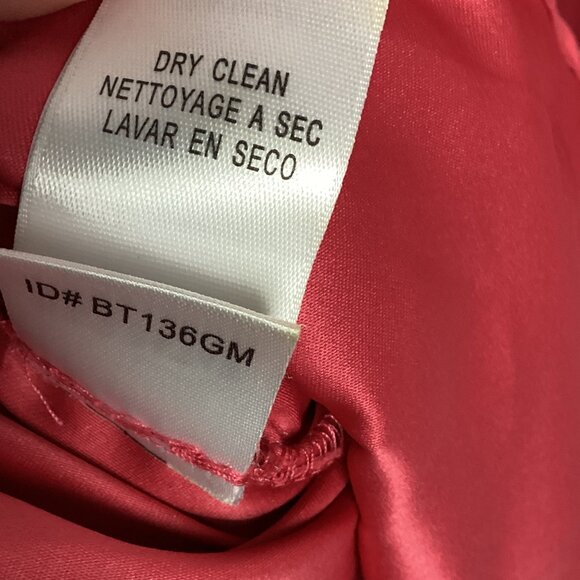 DRY CLEAN
NETTOYAGE A SEC
LAVAR EN SECO
ID# BT136GM